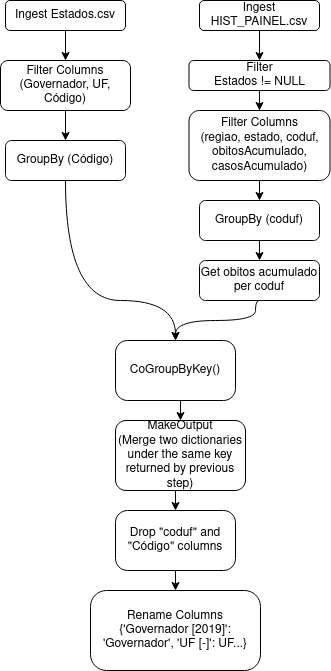 Ingest Estados.csv
Ingest
HIST_PAINEL.csv
Filter Columns
(Governador, UF,
Código)
Filter
Estados != NULL
GroupBy (Código)
Filter Columns
(regiao, estado, coduf,
obitosAcumulado,
casosAcumulado)
GroupBy (coduf)
Get obitos acumulado
per coduf
CoGroupByKey()
MakeOutput
(Merge two dictionaries
under the same key
returned by previous
step)
Drop "coduf" and
"Código" columns
Rename Columns
{'Governador [2019]':
'Governador', 'UF [-]': UF...}